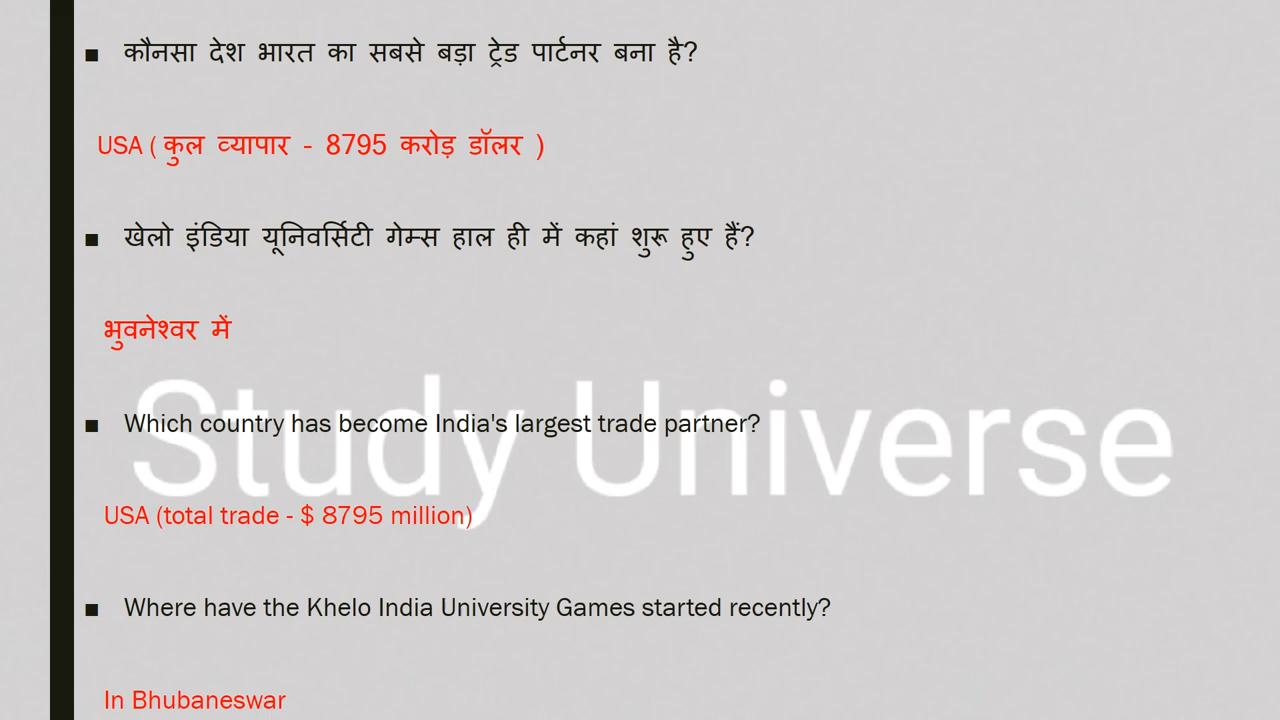 ▪ कौनसा देश भारत का सबसे बड़ा ट्रेड पार्टनर बना है?
USA ( कुल व्यापार - 8795 करोड़ डॉलर )
▪ खेलो इंडिया यूनिवर्सिटी गेम्स हाल ही में कहां शुरू हुए हैं?
भुवनेश्वर में
Study Universe
▪ Which country has become India's largest trade partner?
USA (total trade - $ 8795 million)
▪ Where have the Khelo India University Games started recently?
In Bhubaneswar